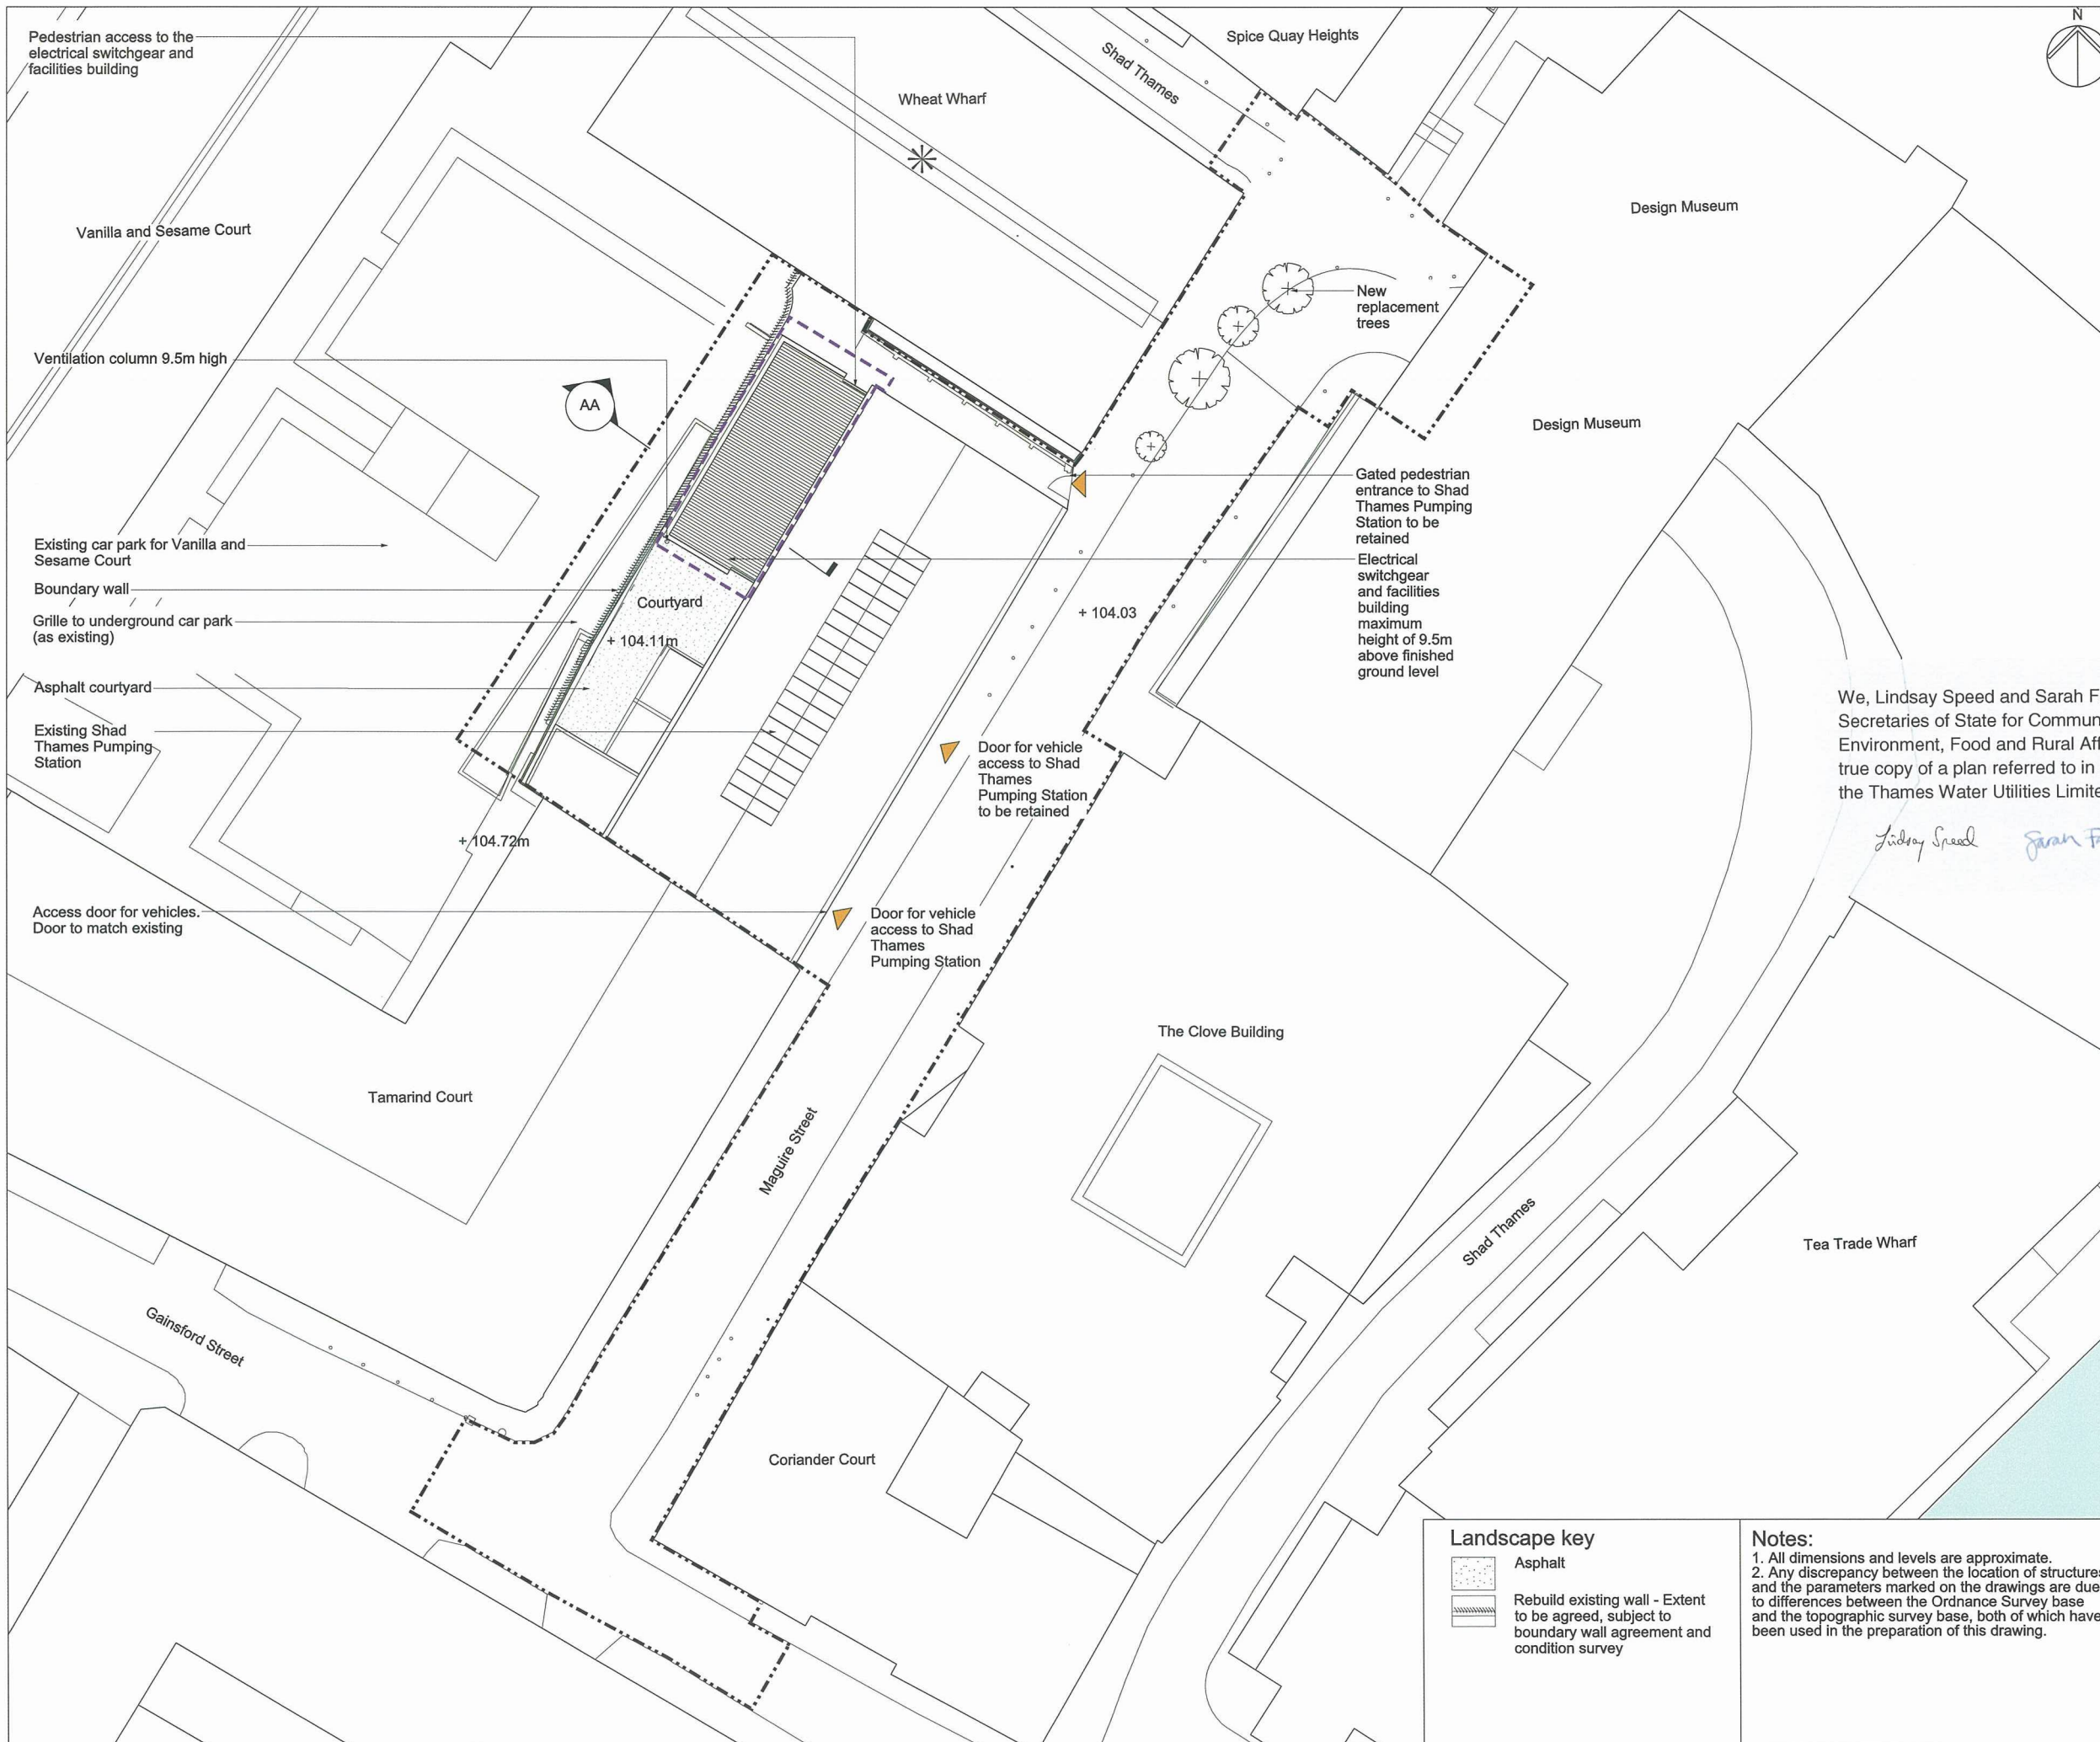 Pedestrian access to the
electrical switchgear and
facilities building
Spice Quay Heights
N
Shad Thames
Wheat Wharf
Design Museum
Vanilla and Sesame Court
New
replacement
trees
Ventilation column 9.5m high
AA
Design Museum
Gated pedestrian
entrance to Shad
Thames Pumping
Station to be
retained
Existing car park for Vanilla and
Sesame Court
Electrical
switchgear
and facilities
building
maximum
height of 9.5m
above finished
ground level
Boundary wall
Courtyard
+ 104.03
Grille to underground car park
(as existing)
+ 104.11m
Asphalt courtyard
Existing Shad
Thames Pumping
Station
We, Lindsay Speed and Sarah F
Secretaries of State for Commun
Environment, Food and Rural Aff
true copy of a plan referred to in
the Thames Water Utilities Limite
Lindsay Speed
Sarah F
Door for vehicle
access to Shad
Thames
Pumping Station
to be retained
+ 104.72m
Access door for vehicles.
Door to match existing
Door for vehicle
access to Shad
Thames
Pumping Station
The Clove Building
Tamarind Court
Maguire Street
Shad Thames
Tea Trade Wharf
Gainsford Street
Coriander Court
Landscape key
Asphalt
Rebuild existing wall - Extent
to be agreed, subject to
boundary wall agreement and
condition survey
Notes:
1. All dimensions and levels are approximate.
2. Any discrepancy between the location of structures
and the parameters marked on the drawings are due
to differences between the Ordnance Survey base
and the topographic survey base, both of which have
been used in the preparation of this drawing.